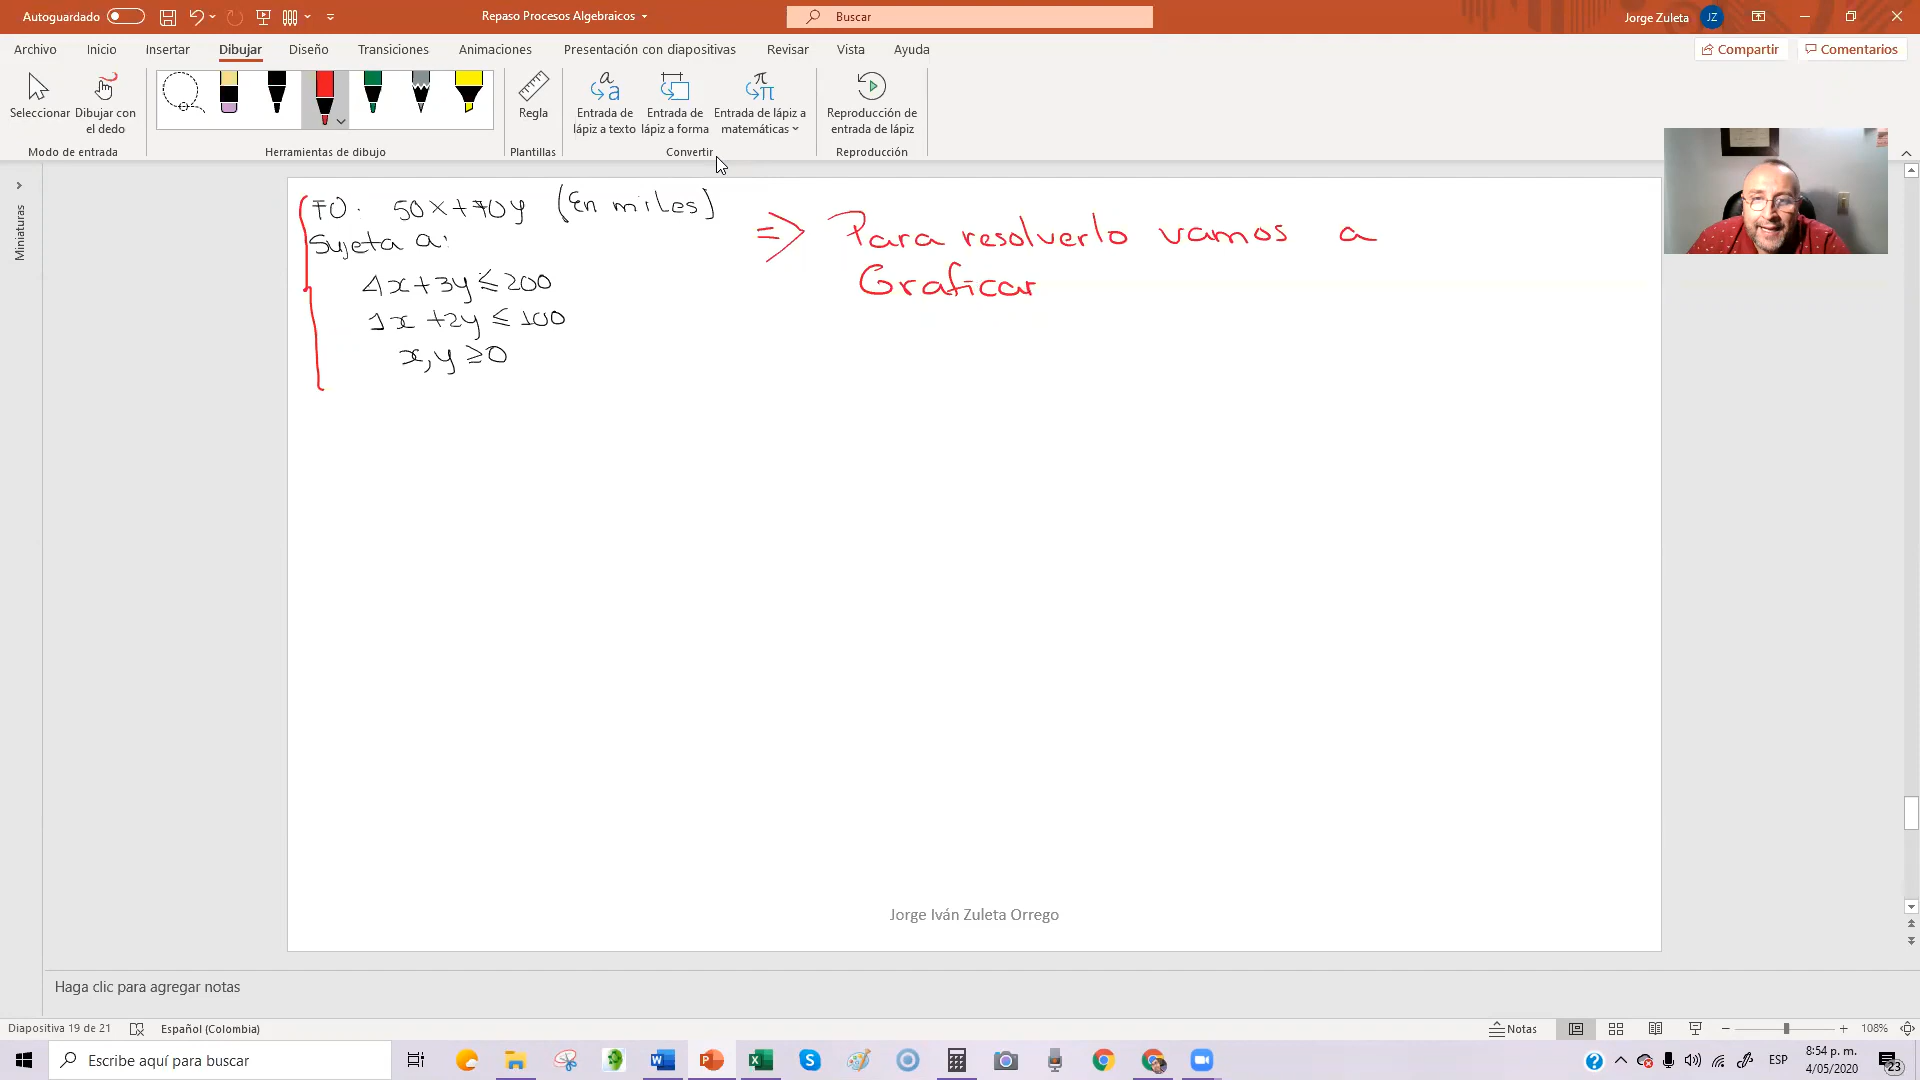 Autoguardado
Repaso Procesos Algebraicos
Buscar
Jorge Zuleta
JZ
Archivo
Inicio
Insertar
Dibujar
Diseño
Transiciones
Animaciones
Presentación con diapositivas
Revisar
Vista
Ayuda
Compartir
Comentarios
Seleccionar
Dibujar con el dedo
Regla
Entrada de lápiz a texto
Entrada de lápiz a forma
Entrada de lápiz a matemáticas
Reproducción de entrada de lápiz
Modo de entrada
Herramientas de dibujo
Plantillas
Convertir
Reproducción
Miniaturas
FO. 50x+70y (En miles)
Sujeta a:
4x+3y≤200
1x+2y≤100
x,y≥0
=> Para resolverlo vamos a
Graficar
Jorge Iván Zuleta Orrego
Haga clic para agregar notas
Diapositiva 19 de 21
Español (Colombia)
Notas
108%
Escribe aquí para buscar
ESP
8:54 p. m.
4/05/2020
23